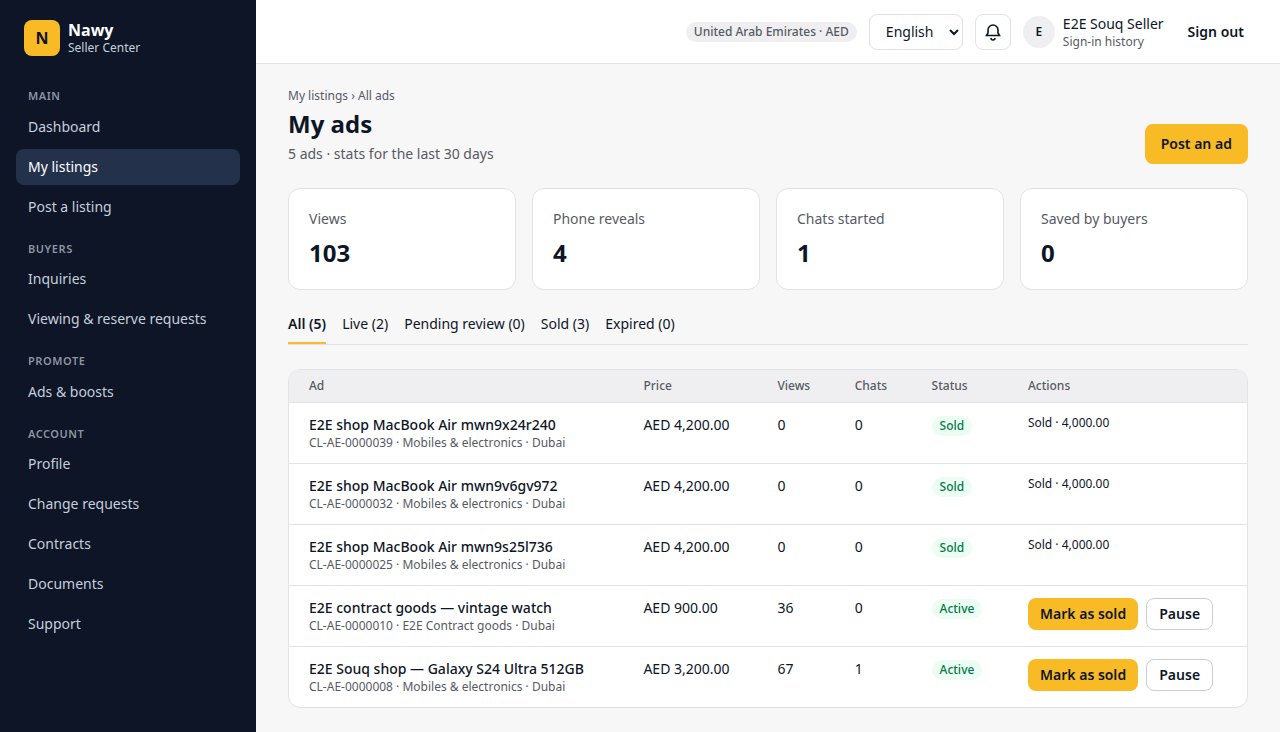 N
Nawy
Seller Center
MAIN
Dashboard
My listings
Post a listing
BUYERS
Inquiries
Viewing & reserve requests
PROMOTE
Ads & boosts
ACCOUNT
Profile
Change requests
Contracts
Documents
Support
United Arab Emirates · AED
English
E
E2E Souq Seller
Sign-in history
Sign out
My listings › All ads
My ads
5 ads · stats for the last 30 days
Post an ad
Views
103
Phone reveals
4
Chats started
1
Saved by buyers
0
All (5) Live (2) Pending review (0) Sold (3) Expired (0)
Ad Price Views Chats Status Actions
E2E shop MacBook Air mwn9x24r240 AED 4,200.00 0 0 Sold Sold · 4,000.00
CL-AE-0000039 · Mobiles & electronics · Dubai
E2E shop MacBook Air mwn9v6gv972 AED 4,200.00 0 0 Sold Sold · 4,000.00
CL-AE-0000032 · Mobiles & electronics · Dubai
E2E shop MacBook Air mwn9s25l736 AED 4,200.00 0 0 Sold Sold · 4,000.00
CL-AE-0000025 · Mobiles & electronics · Dubai
E2E contract goods — vintage watch AED 900.00 36 0 Active Mark as sold Pause
CL-AE-0000010 · E2E Contract goods · Dubai
E2E Souq shop — Galaxy S24 Ultra 512GB AED 3,200.00 67 1 Active Mark as sold Pause
CL-AE-0000008 · Mobiles & electronics · Dubai